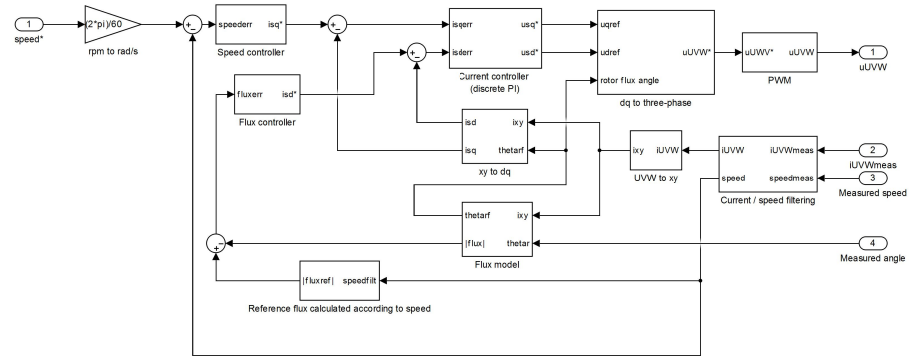 1
speed*
(2*pi)/60
rpm to rad/s
speederr isq*
Speed controller
isqerr usq*
isderr usd*
Current controller
(discrete PI)
uqref
udref
uUVW*
rotor flux angle
dq to three-phase
uUWV* uUVW
PWM
1
uUVW
fluxerr isd*
Flux controller
isd ixy
isq thetarf
xy to dq
ixy iUVW
UVW to xy
iUVW iUVWmeas
speed speedmeas
Current / speed filtering
2
iUVWmeas
3
Measured speed
thetarf ixy
|flux| thetar
Flux model
4
Measured angle
|fluxref| speedfilt
Reference flux calculated according to speed